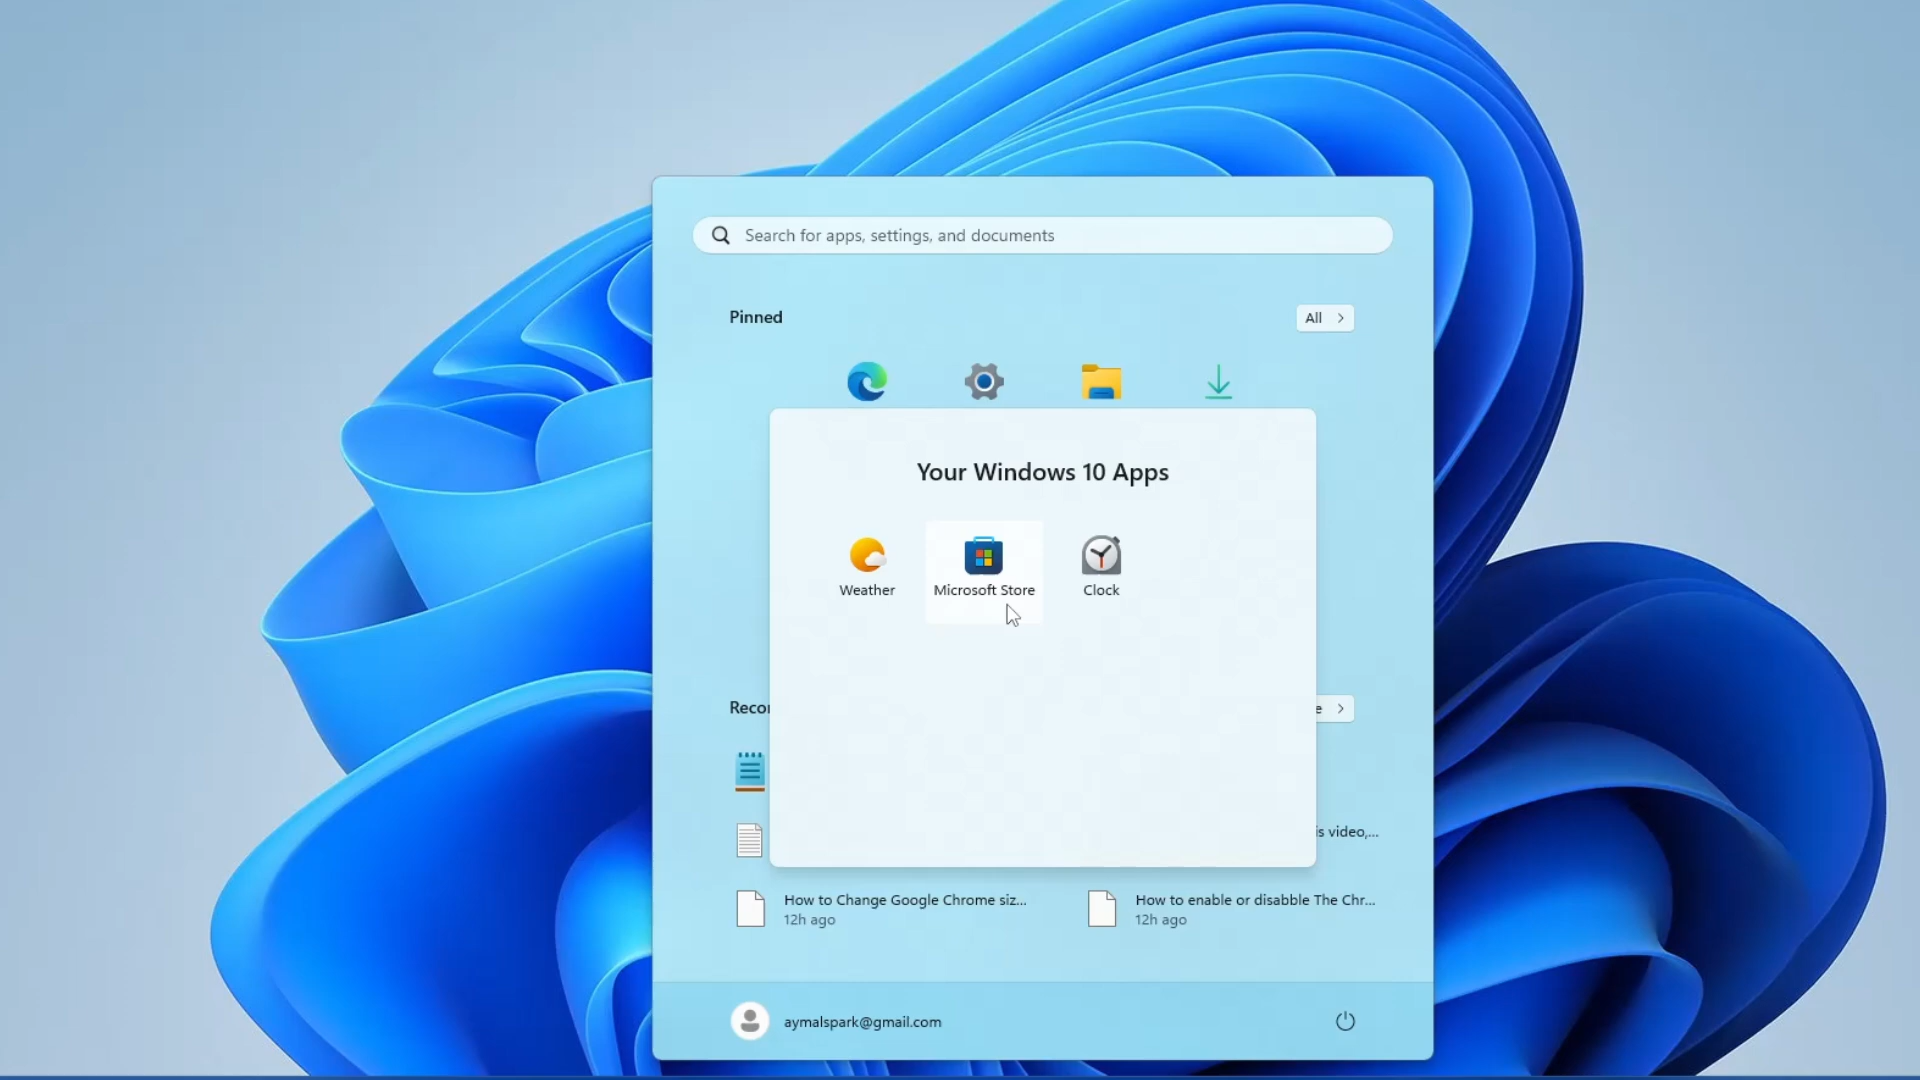 Search for apps, settings, and documents
Pinned
All
Your Windows 10 Apps
Weather
Microsoft Store
Clock
is video,...
How to Change Google Chrome siz...
12h ago
How to enable or disabble The Chr...
12h ago
aymalspark@gmail.com